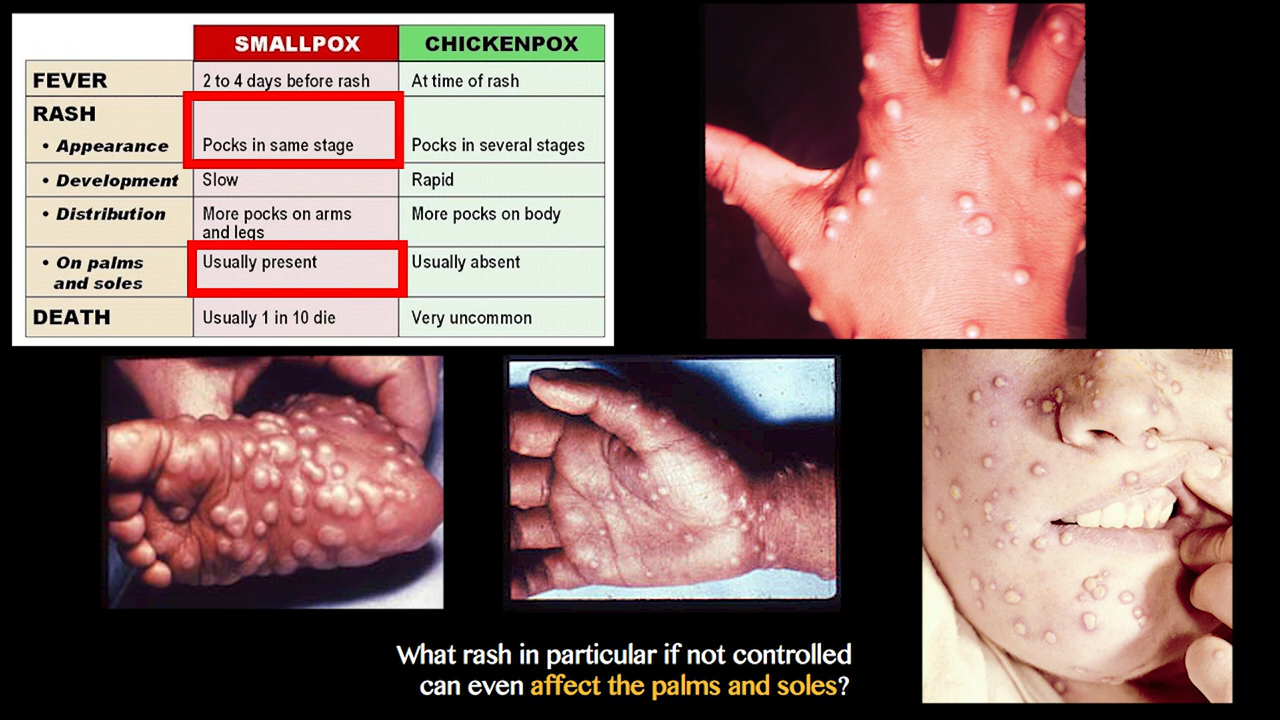 SMALLPOX CHICKENPOX
FEVER 2 to 4 days before rash At time of rash
RASH
• Appearance Pocks in same stage Pocks in several stages
• Development Slow Rapid
• Distribution More pocks on arms More pocks on body
and legs
• On palms Usually present Usually absent
and soles
DEATH Usually 1 in 10 die Very uncommon
What rash in particular if not controlled
can even affect the palms and soles?